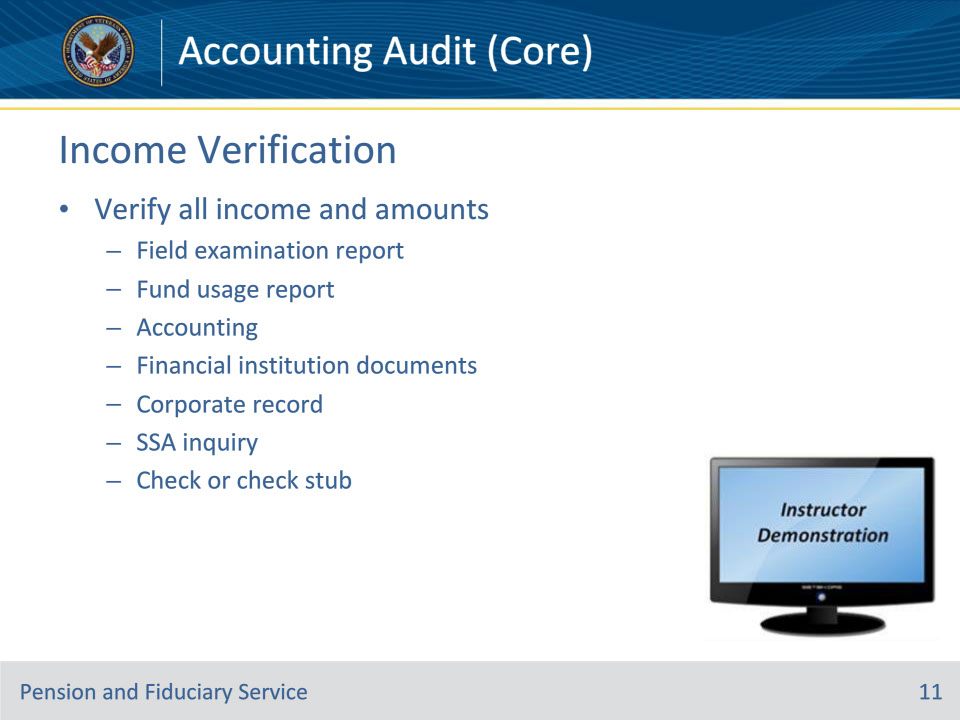 Accounting Audit (Core)
Income Verification
• Verify all income and amounts
– Field examination report
– Fund usage report
– Accounting
– Financial institution documents
– Corporate record
– SSA inquiry
– Check or check stub
Instructor
Demonstration
Pension and Fiduciary Service
11